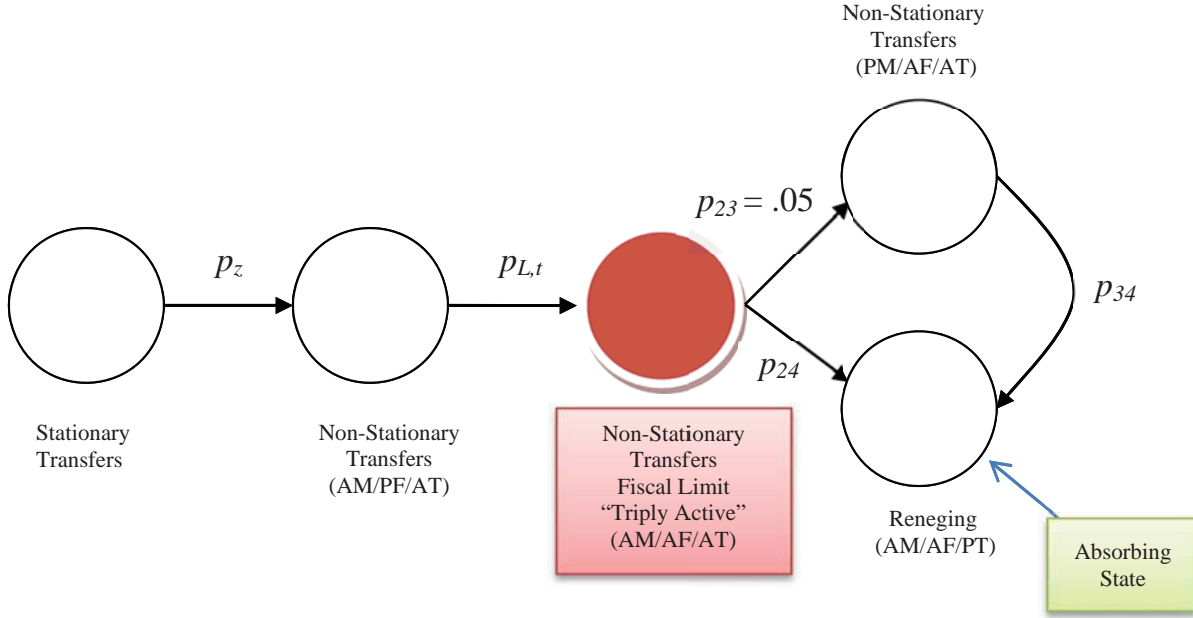 Non-Stationary
Transfers
(PM/AF/AT)
p23 = .05
pz
pL,t
p34
p24
Stationary
Transfers
Non-Stationary
Transfers
(AM/PF/AT)
Non-Stationary
Transfers
Fiscal Limit
“Triply Active”
(AM/AF/AT)
Reneging
(AM/AF/PT)
Absorbing
State